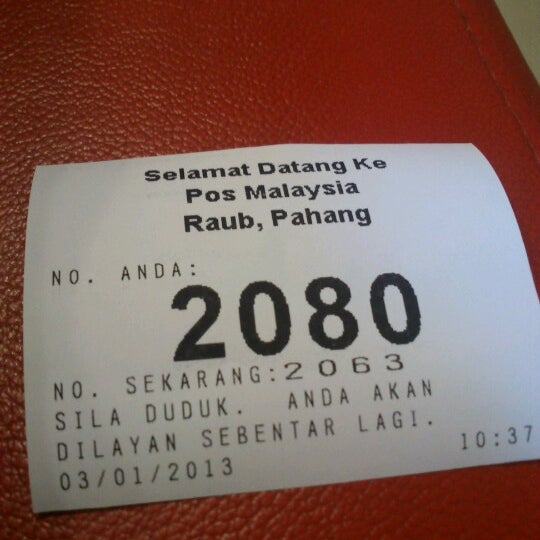 Selamat Datang Ke
Pos Malaysia
Raub, Pahang
NO. ANDA:
2080
NO. SEKARANG:2063
SILA DUDUK. ANDA AKAN
DILAYAN SEBENTAR LAGI.
03/01/2013 10:37